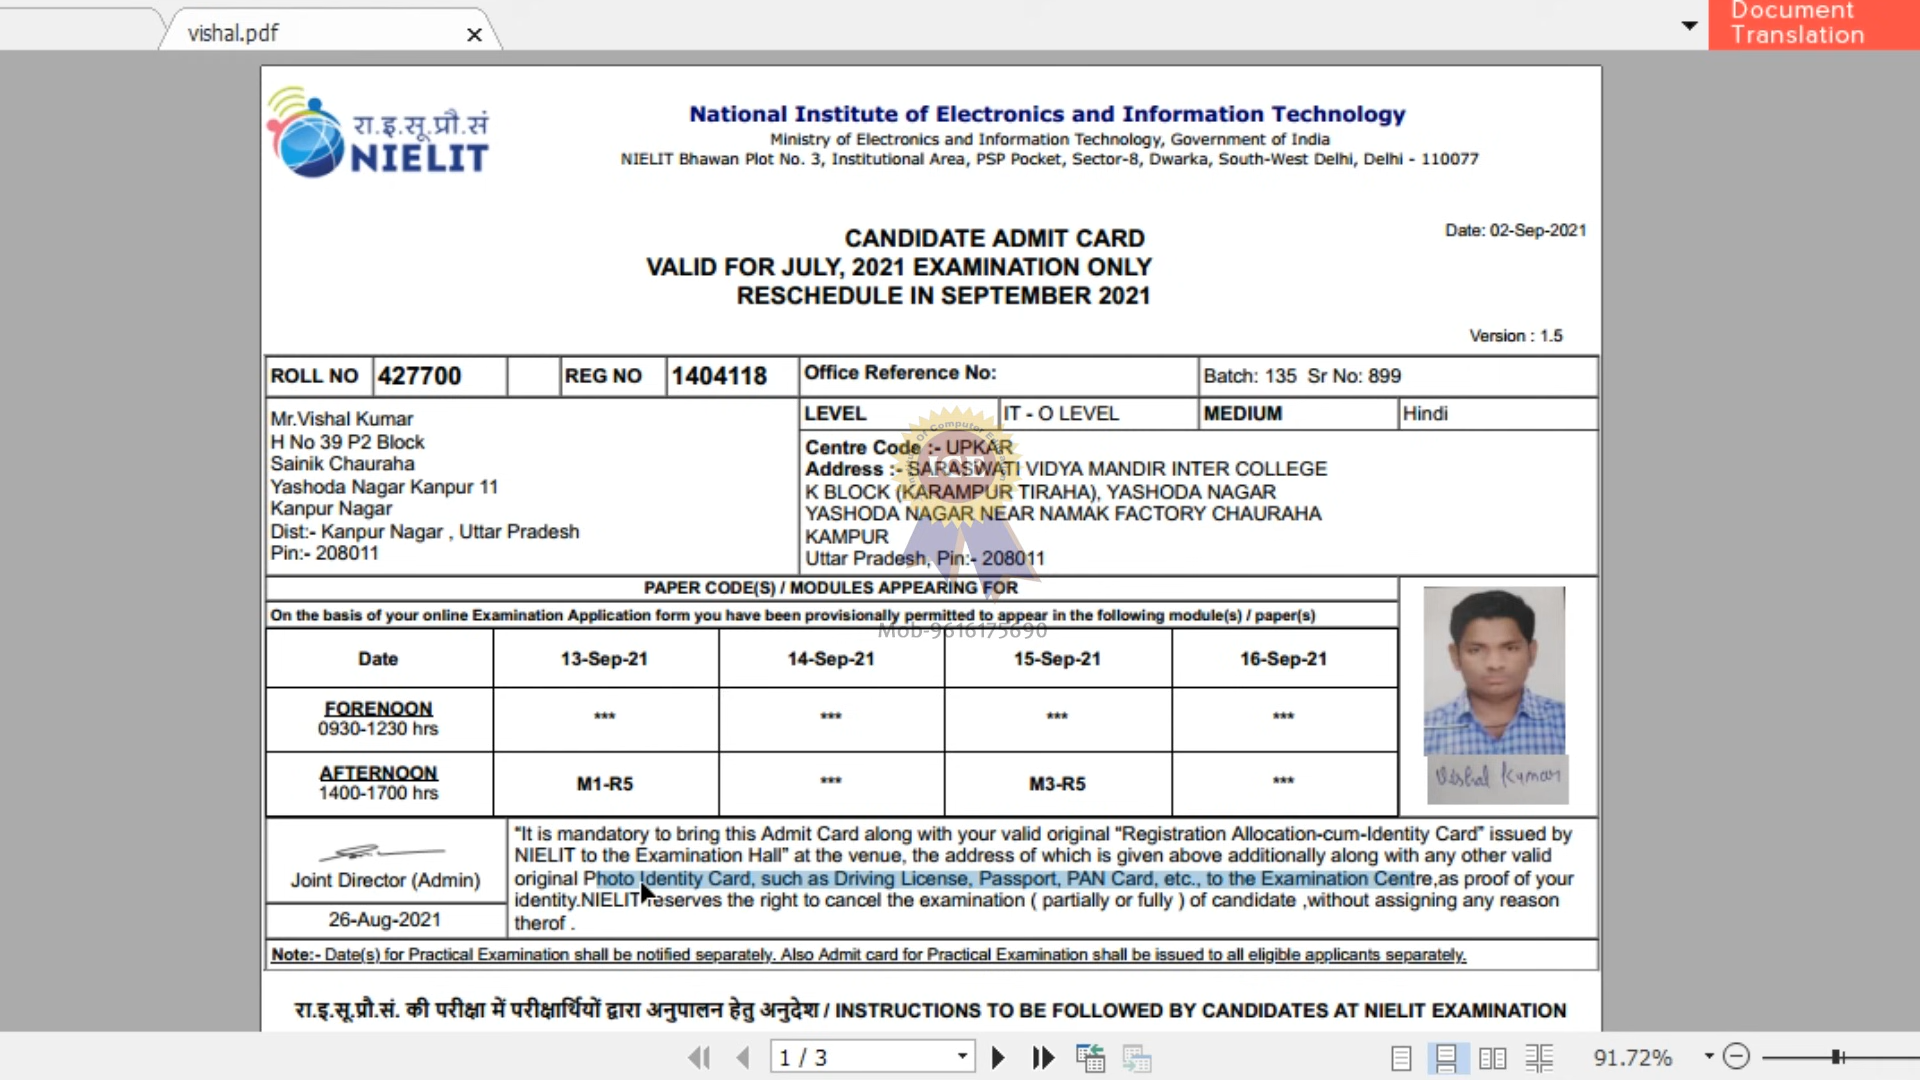 vishal.pdf
Document
Translation
रा.इ.सू.प्रौ.सं
NIELIT
National Institute of Electronics and Information Technology
Ministry of Electronics and Information Technology, Government of India
NIELIT Bhawan Plot No. 3, Institutional Area, PSP Pocket, Sector-8, Dwarka, South-West Delhi, Delhi - 110077
CANDIDATE ADMIT CARD
Date: 02-Sep-2021
VALID FOR JULY, 2021 EXAMINATION ONLY
RESCHEDULE IN SEPTEMBER 2021
Version : 1.5
ROLL NO 427700 REG NO 1404118 Office Reference No: Batch: 135 Sr No: 899
Mr.Vishal Kumar
H No 39 P2 Block
Sainik Chauraha
Yashoda Nagar Kanpur 11
Kanpur Nagar
Dist:- Kanpur Nagar , Uttar Pradesh
Pin:- 208011
LEVEL IT - O LEVEL MEDIUM Hindi
Centre Code :- UPKAR
Address :- SARASWATI VIDYA MANDIR INTER COLLEGE
K BLOCK (KARAMPUR TIRAHA), YASHODA NAGAR
YASHODA NAGAR NEAR NAMAK FACTORY CHAURAHA
KAMPUR
Uttar Pradesh, Pin:- 208011
PAPER CODE(S) / MODULES APPEARING FOR
On the basis of your online Examination Application form you have been provisionally permitted to appear in the following module(s) / paper(s)
Mob-9616175690
Date 13-Sep-21 14-Sep-21 15-Sep-21 16-Sep-21
FORENOON
0930-1230 hrs *** *** *** ***
AFTERNOON
1400-1700 hrs M1-R5 *** M3-R5 ***
Vishal Kumar
Joint Director (Admin)
26-Aug-2021
"It is mandatory to bring this Admit Card along with your valid original "Registration Allocation-cum-Identity Card" issued by
NIELIT to the Examination Hall" at the venue, the address of which is given above additionally along with any other valid
original Photo Identity Card, such as Driving License, Passport, PAN Card, etc., to the Examination Centre,as proof of your
identity.NIELIT reserves the right to cancel the examination ( partially or fully ) of candidate ,without assigning any reason
therof .
Note:- Date(s) for Practical Examination shall be notified separately. Also Admit card for Practical Examination shall be issued to all eligible applicants separately.
रा.इ.सू.प्रौ.सं. की परीक्षा में परीक्षार्थियों द्वारा अनुपालन हेतु अनुदेश / INSTRUCTIONS TO BE FOLLOWED BY CANDIDATES AT NIELIT EXAMINATION
1 / 3
91.72%